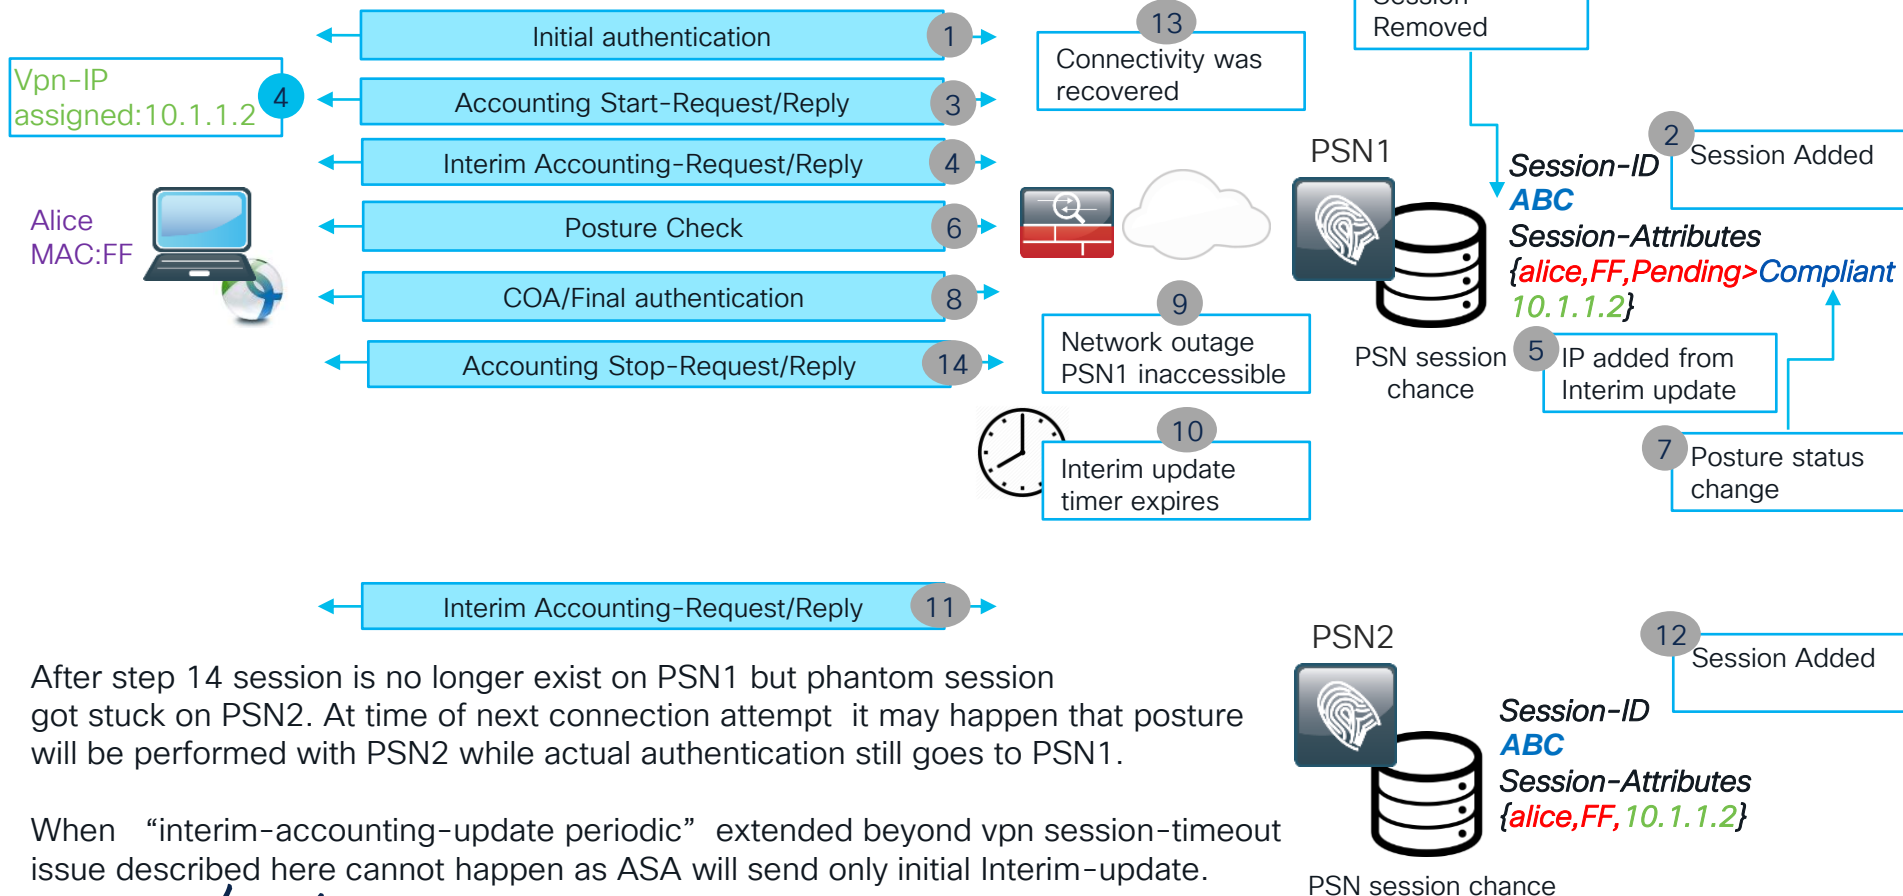 Session
Removed
Initial authentication
1
13
Connectivity was
recovered
Vpn-IP
assigned:10.1.1.2
4
Accounting Start-Request/Reply
3
Interim Accounting-Request/Reply
4
PSN1
Session-ID
ABC
2
Session Added
Alice
MAC:FF
Posture Check
6
Session-Attributes
{alice,FF,Pending>Compliant
10.1.1.2}
COA/Final authentication
8
9
Network outage
PSN1 inaccessible
Accounting Stop-Request/Reply
14
PSN session
chance
5
IP added from
Interim update
10
Interim update
timer expires
7
Posture status
change
Interim Accounting-Request/Reply
11
PSN2
12
Session Added
Session-ID
ABC
Session-Attributes
{alice,FF,10.1.1.2}
PSN session chance
After step 14 session is no longer exist on PSN1 but phantom session
got stuck on PSN2. At time of next connection attempt it may happen that posture
will be performed with PSN2 while actual authentication still goes to PSN1.
When “interim-accounting-update periodic” extended beyond vpn session-timeout
issue described here cannot happen as ASA will send only initial Interim-update.